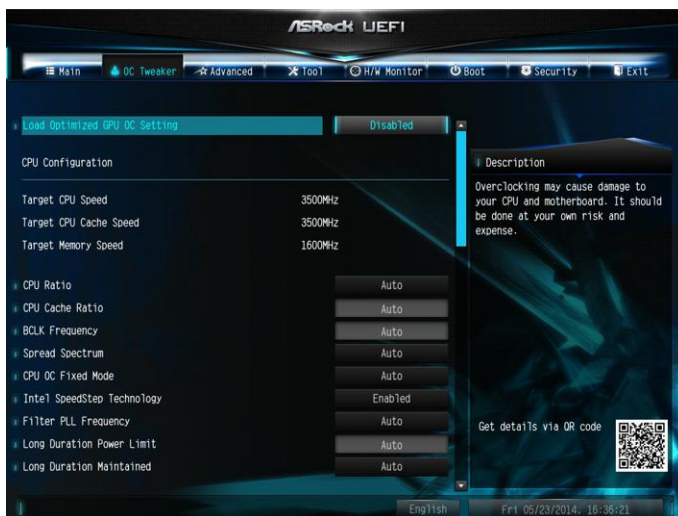 ASRock UEFI
Main OC Tweaker Advanced Tool H/W Monitor Boot Security Exit
Load Optimized GPU OC Setting Disabled
CPU Configuration
Target CPU Speed 3500MHz
Target CPU Cache Speed 3500MHz
Target Memory Speed 1600MHz
CPU Ratio Auto
CPU Cache Ratio Auto
BCLK Frequency Auto
Spread Spectrum Auto
CPU OC Fixed Mode Auto
Intel SpeedStep Technology Enabled
Filter PLL Frequency Auto
Long Duration Power Limit Auto
Long Duration Maintained Auto
Description
Overclocking may cause damage to
your CPU and motherboard. It should
be done at your own risk and
expense.
Get details via QR code
English Fri 05/23/2014, 16:36:21